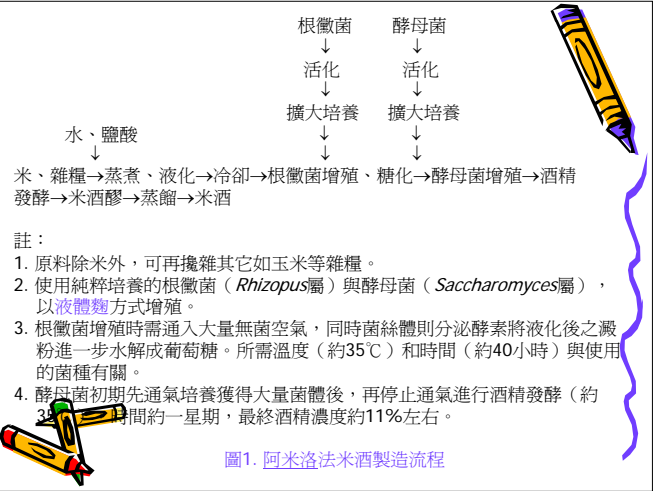 根黴菌 酵母菌
↓ ↓
活化 活化
↓ ↓
擴大培養 擴大培養
水、鹽酸 ↓ ↓
↓ ↓ ↓
米、雜糧→蒸煮、液化→冷卻→根黴菌增殖、糖化→酵母菌增殖→酒精
發酵→米酒醪→蒸餾→米酒
註：
1. 原料除米外，可再攙雜其它如玉米等雜糧。
2. 使用純粹培養的根黴菌（Rhizopus屬）與酵母菌（Saccharomyces屬），
以液體麴方式增殖。
3. 根黴菌增殖時需通入大量無菌空氣，同時菌絲體則分泌酵素將液化後之澱
粉進一步水解成葡萄糖。所需溫度（約35℃）和時間（約40小時）與使用
的菌種有關。
4. 酵母菌初期先通氣培養獲得大量菌體後，再停止通氣進行酒精發酵（約
時間約一星期，最終酒精濃度約11%左右。
圖1. 阿米洛法米酒製造流程